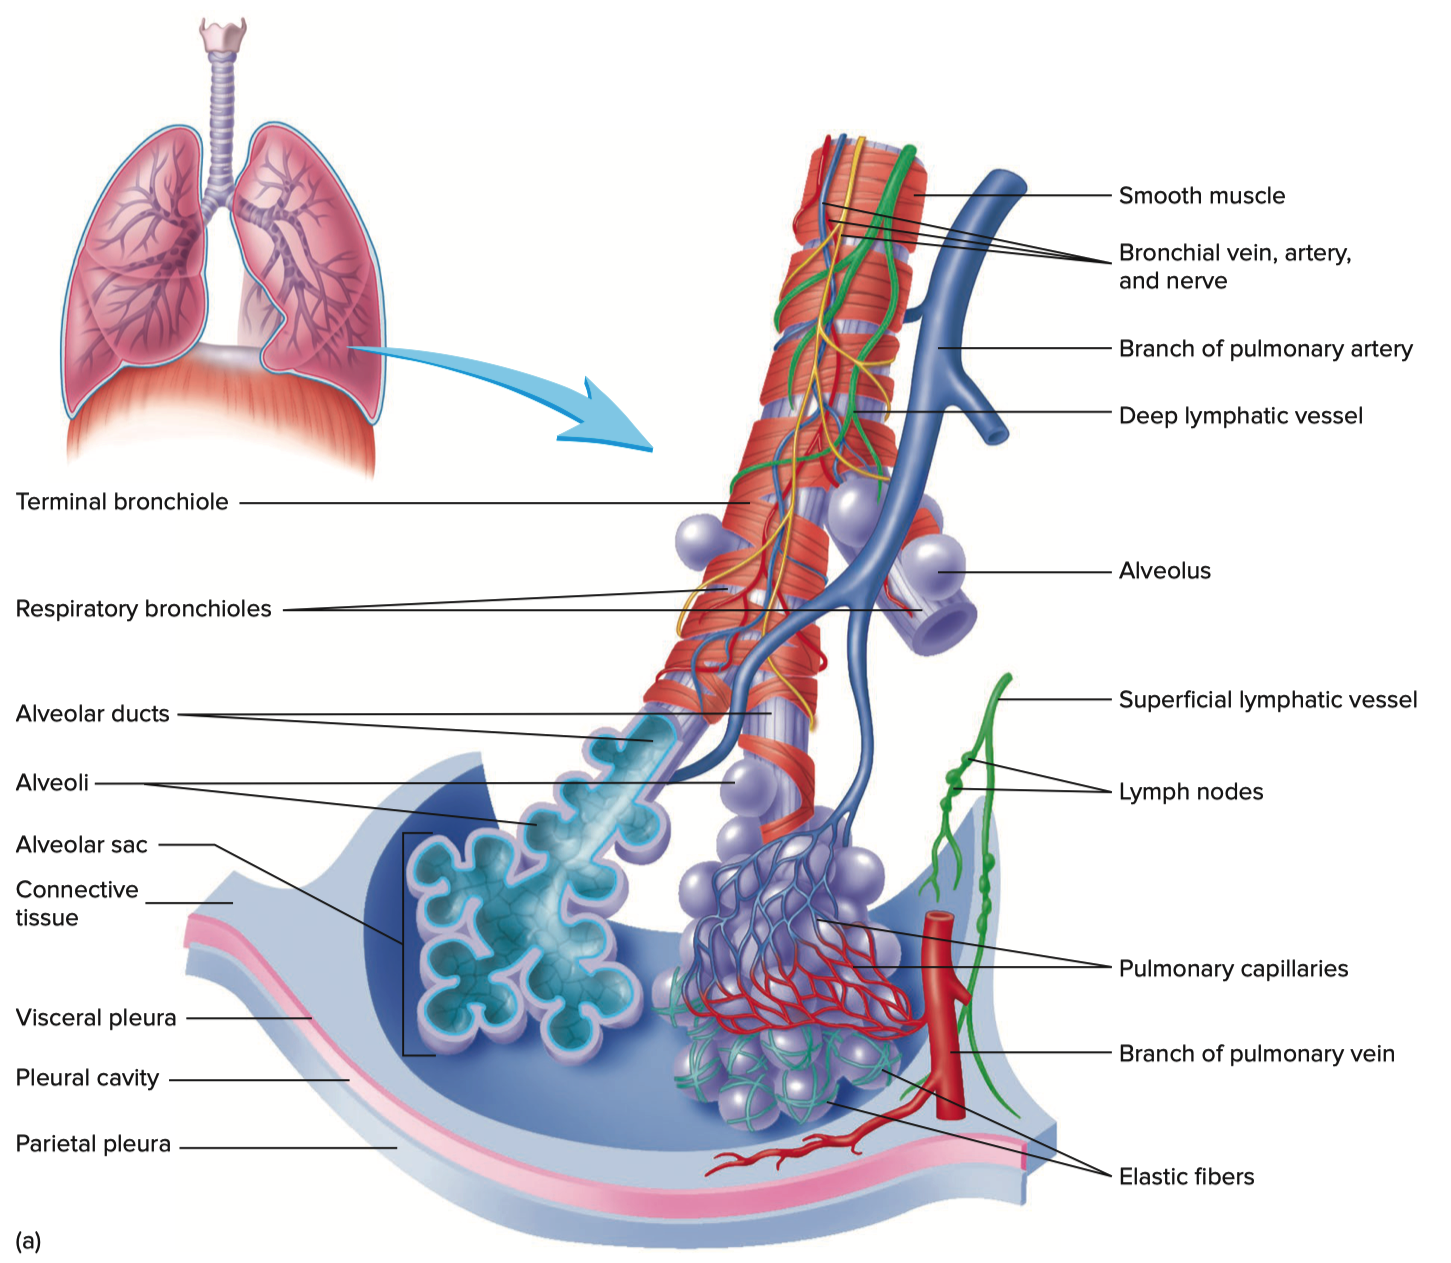 Smooth muscle
Bronchial vein, artery,
and nerve
Branch of pulmonary artery
Deep lymphatic vessel
Terminal bronchiole
Alveolus
Respiratory bronchioles
Superficial lymphatic vessel
Alveolar ducts
Alveoli
Lymph nodes
Alveolar sac
Connective
tissue
Pulmonary capillaries
Visceral pleura
Branch of pulmonary vein
Pleural cavity
Parietal pleura
Elastic fibers
(a)